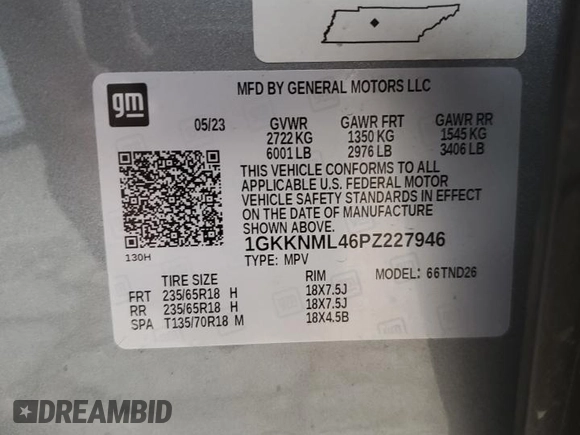 gm
MFD BY GENERAL MOTORS LLC
05/23 GVWR GAWR FRT GAWR RR
2722 KG 1350 KG 1545 KG
6001 LB 2976 LB 3406 LB
THIS VEHICLE CONFORMS TO ALL
APPLICABLE U.S. FEDERAL MOTOR
VEHICLE SAFETY STANDARDS IN EFFECT
ON THE DATE OF MANUFACTURE
SHOWN ABOVE.
1GKKNML46PZ227946
130H
TYPE: MPV MODEL: 66TND26
TIRE SIZE RIM
FRT 235/65R18 H 18X7.5J
RR 235/65R18 H 18X7.5J
SPA T135/70R18 M 18X4.5B
DREAMBID